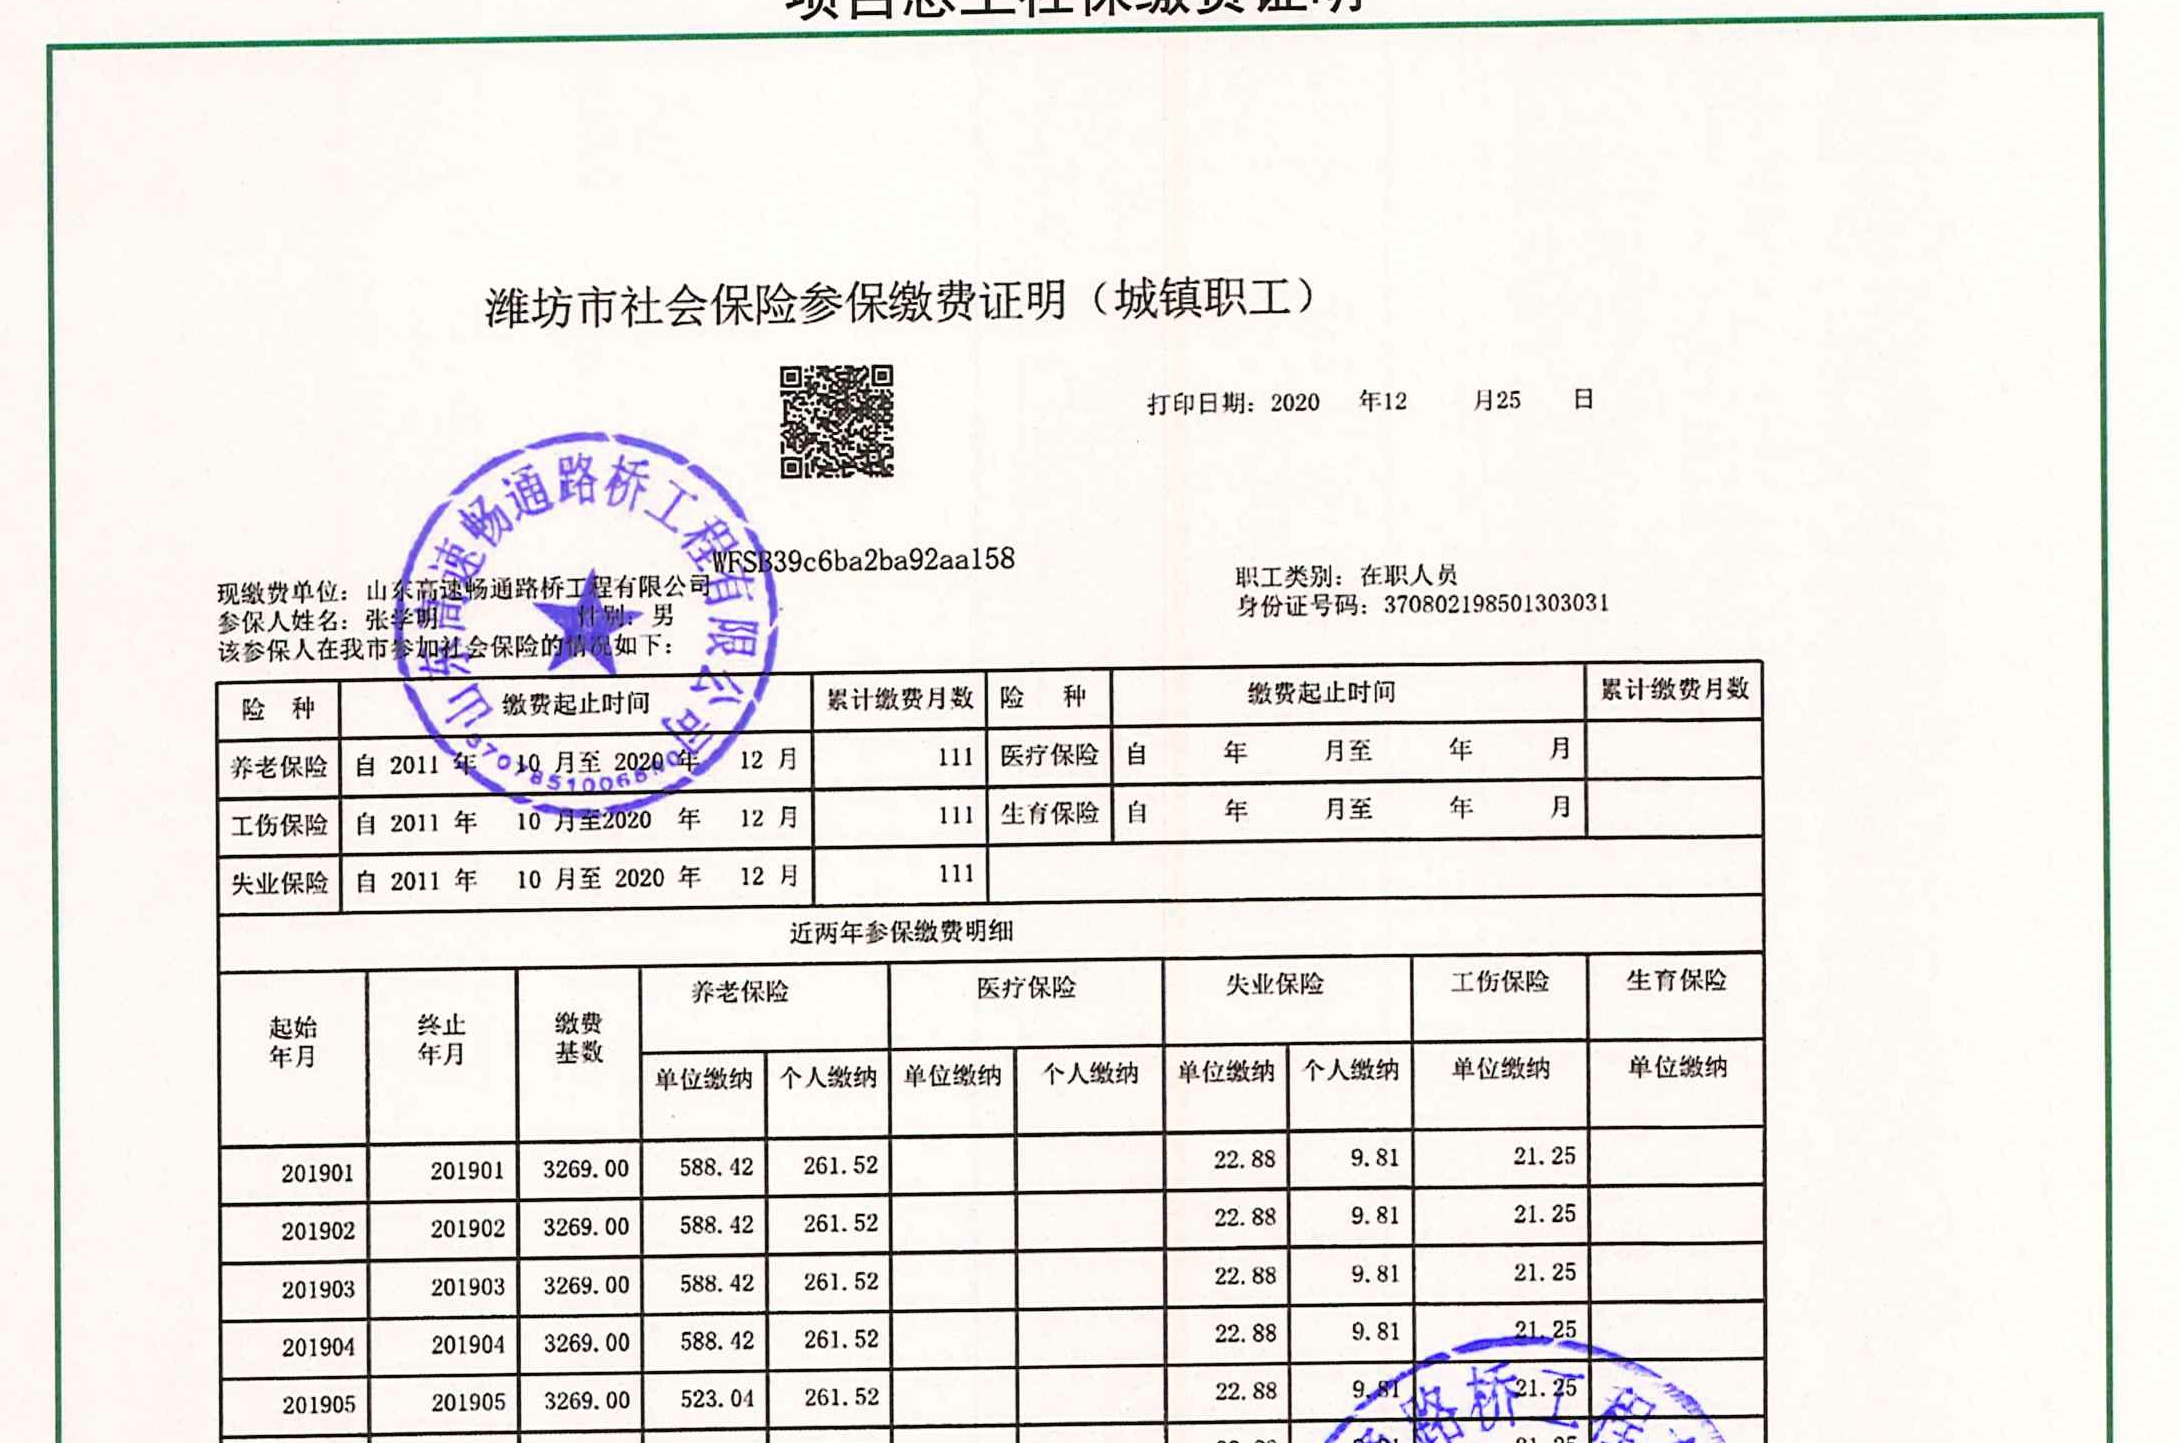 项目总工社保缴费证明
潍坊市社会保险参保缴费证明（城镇职工）
打印日期：2020 年12 月25 日
WFSB39c6ba2ba92aa158
现缴费单位：山东高速畅通路桥工程有限公司
职工类别：在职人员
参保人姓名：张学明 性别：男
身份证号码：370802198501303031
该参保人在我市参加社会保险的情况如下：
山东高速畅通路桥工程有限公司
险 种 缴费起止时间 累计缴费月数 险 种 缴费起止时间 累计缴费月数
养老保险 自 2011 年 10 月至 2020 年 12 月 111 医疗保险 自 年 月至 年 月
工伤保险 自 2011 年 10 月至2020 年 12 月 111 生育保险 自 年 月至 年 月
失业保险 自 2011 年 10 月至 2020 年 12 月 111
近两年参保缴费明细
起始年月 终止年月 缴费基数 养老保险 医疗保险 失业保险 工伤保险 生育保险
单位缴纳 个人缴纳 单位缴纳 个人缴纳 单位缴纳 个人缴纳 单位缴纳 单位缴纳
201901 201901 3269.00 588.42 261.52 22.88 9.81 21.25
201902 201902 3269.00 588.42 261.52 22.88 9.81 21.25
201903 201903 3269.00 588.42 261.52 22.88 9.81 21.25
201904 201904 3269.00 588.42 261.52 22.88 9.81 21.25
201905 201905 3269.00 523.04 261.52 22.88 9.81 21.25
路桥工程